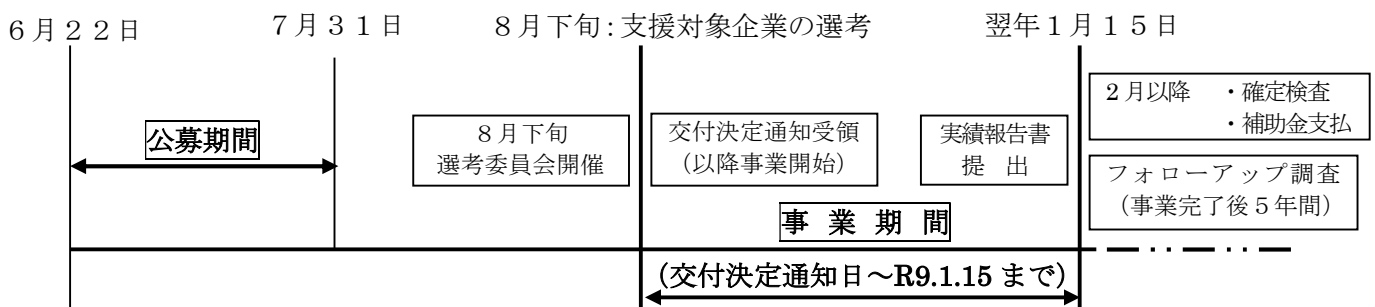 ６月２２日
７月３１日
８月下旬：支援対象企業の選考
翌年１月１５日
公募期間
８月下旬
選考委員会開催
交付決定通知受領
（以降事業開始）
実績報告書
提　出
２月以降　・確定検査
・補助金支払
フォローアップ調査
（事業完了後５年間）
事　業　期　間
（交付決定通知日～R9.1.15 まで）